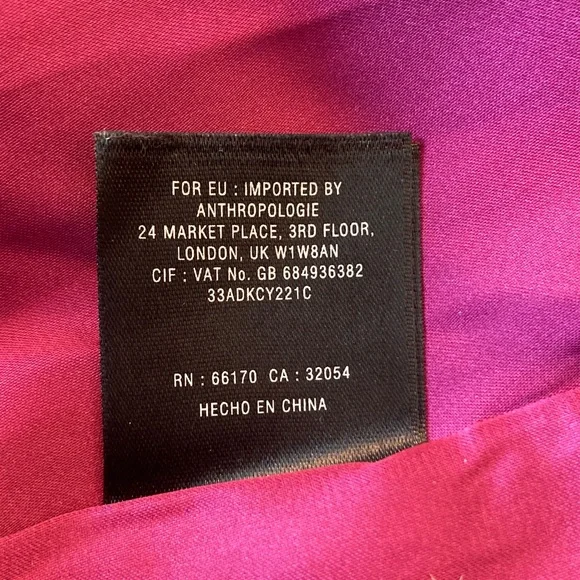 FOR EU : IMPORTED BY
ANTHROPOLOGIE
24 MARKET PLACE, 3RD FLOOR,
LONDON, UK W1W8AN
CIF : VAT No. GB 684936382
33ADKCY221C
RN : 66170 CA : 32054
HECHO EN CHINA